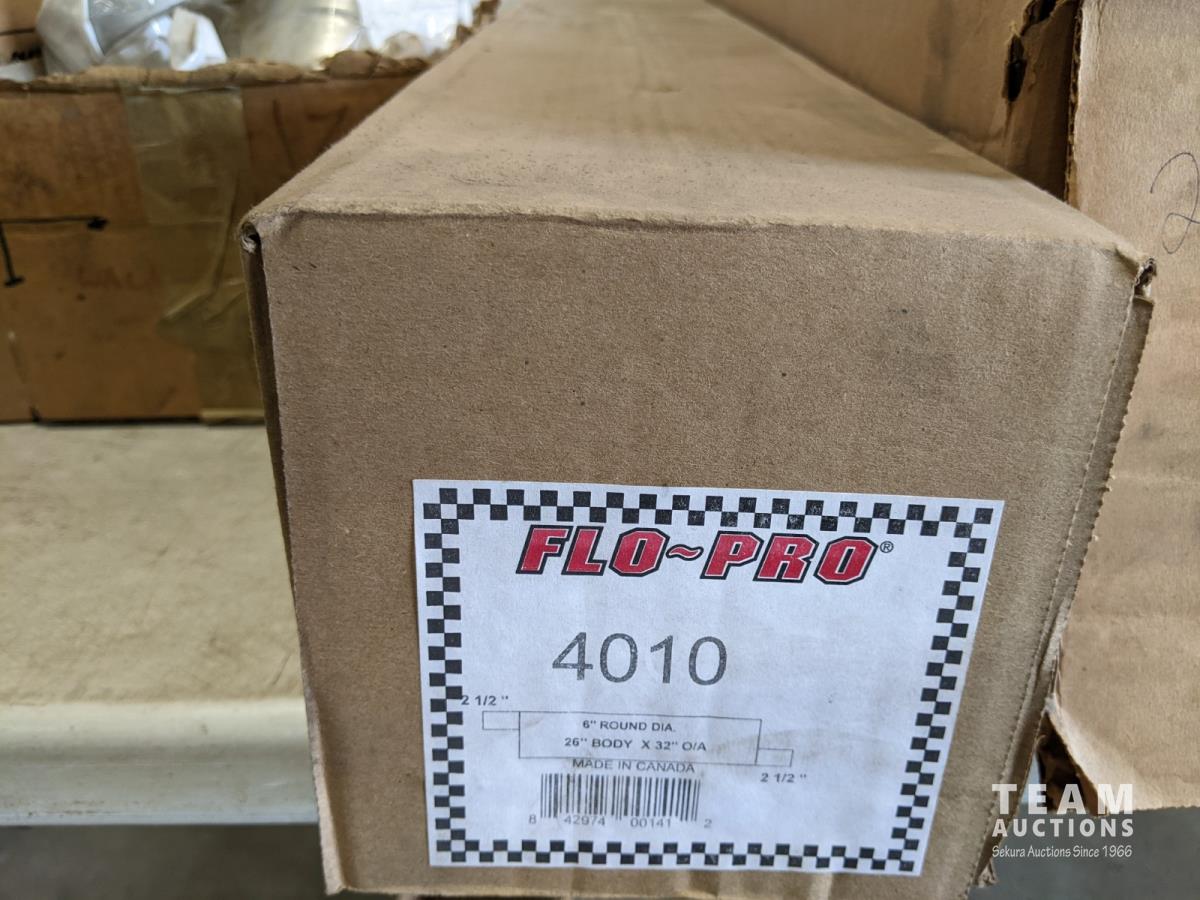 FLO~PRO®
4010
2 1/2 "
6" ROUND DIA.
26" BODY X 32" O/A
2 1/2 "
MADE IN CANADA
8 42974 00141 2
2
TEAM
AUCTIONS
Sekura Auctions Since 1966